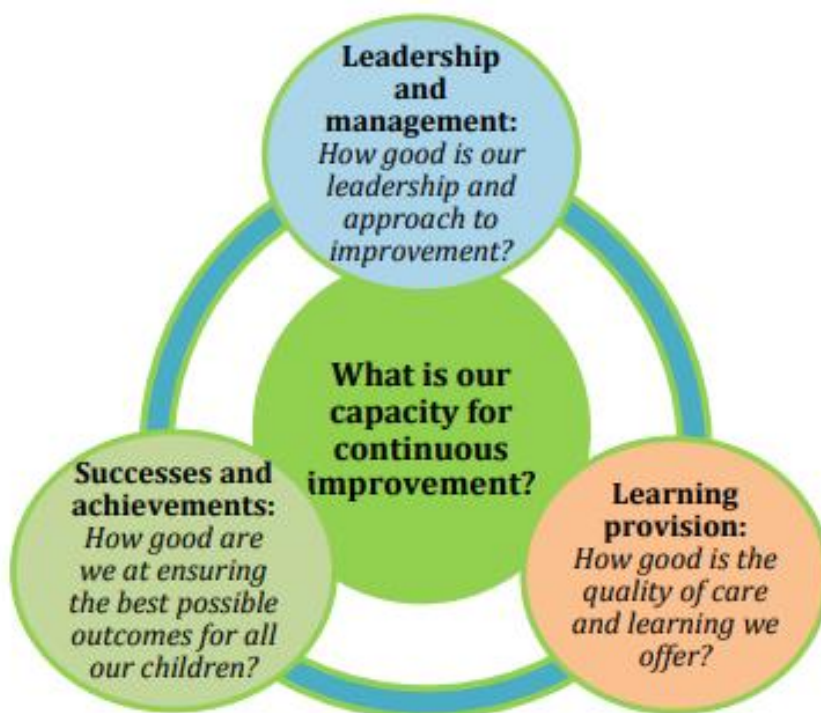 Leadership
and
management:
How good is our
leadership and
approach to
improvement?
What is our
capacity for
continuous
improvement?
Successes and
achievements:
How good are
we at ensuring
the best possible
outcomes for all
our children?
Learning
provision:
How good is the
quality of care
and learning we
offer?